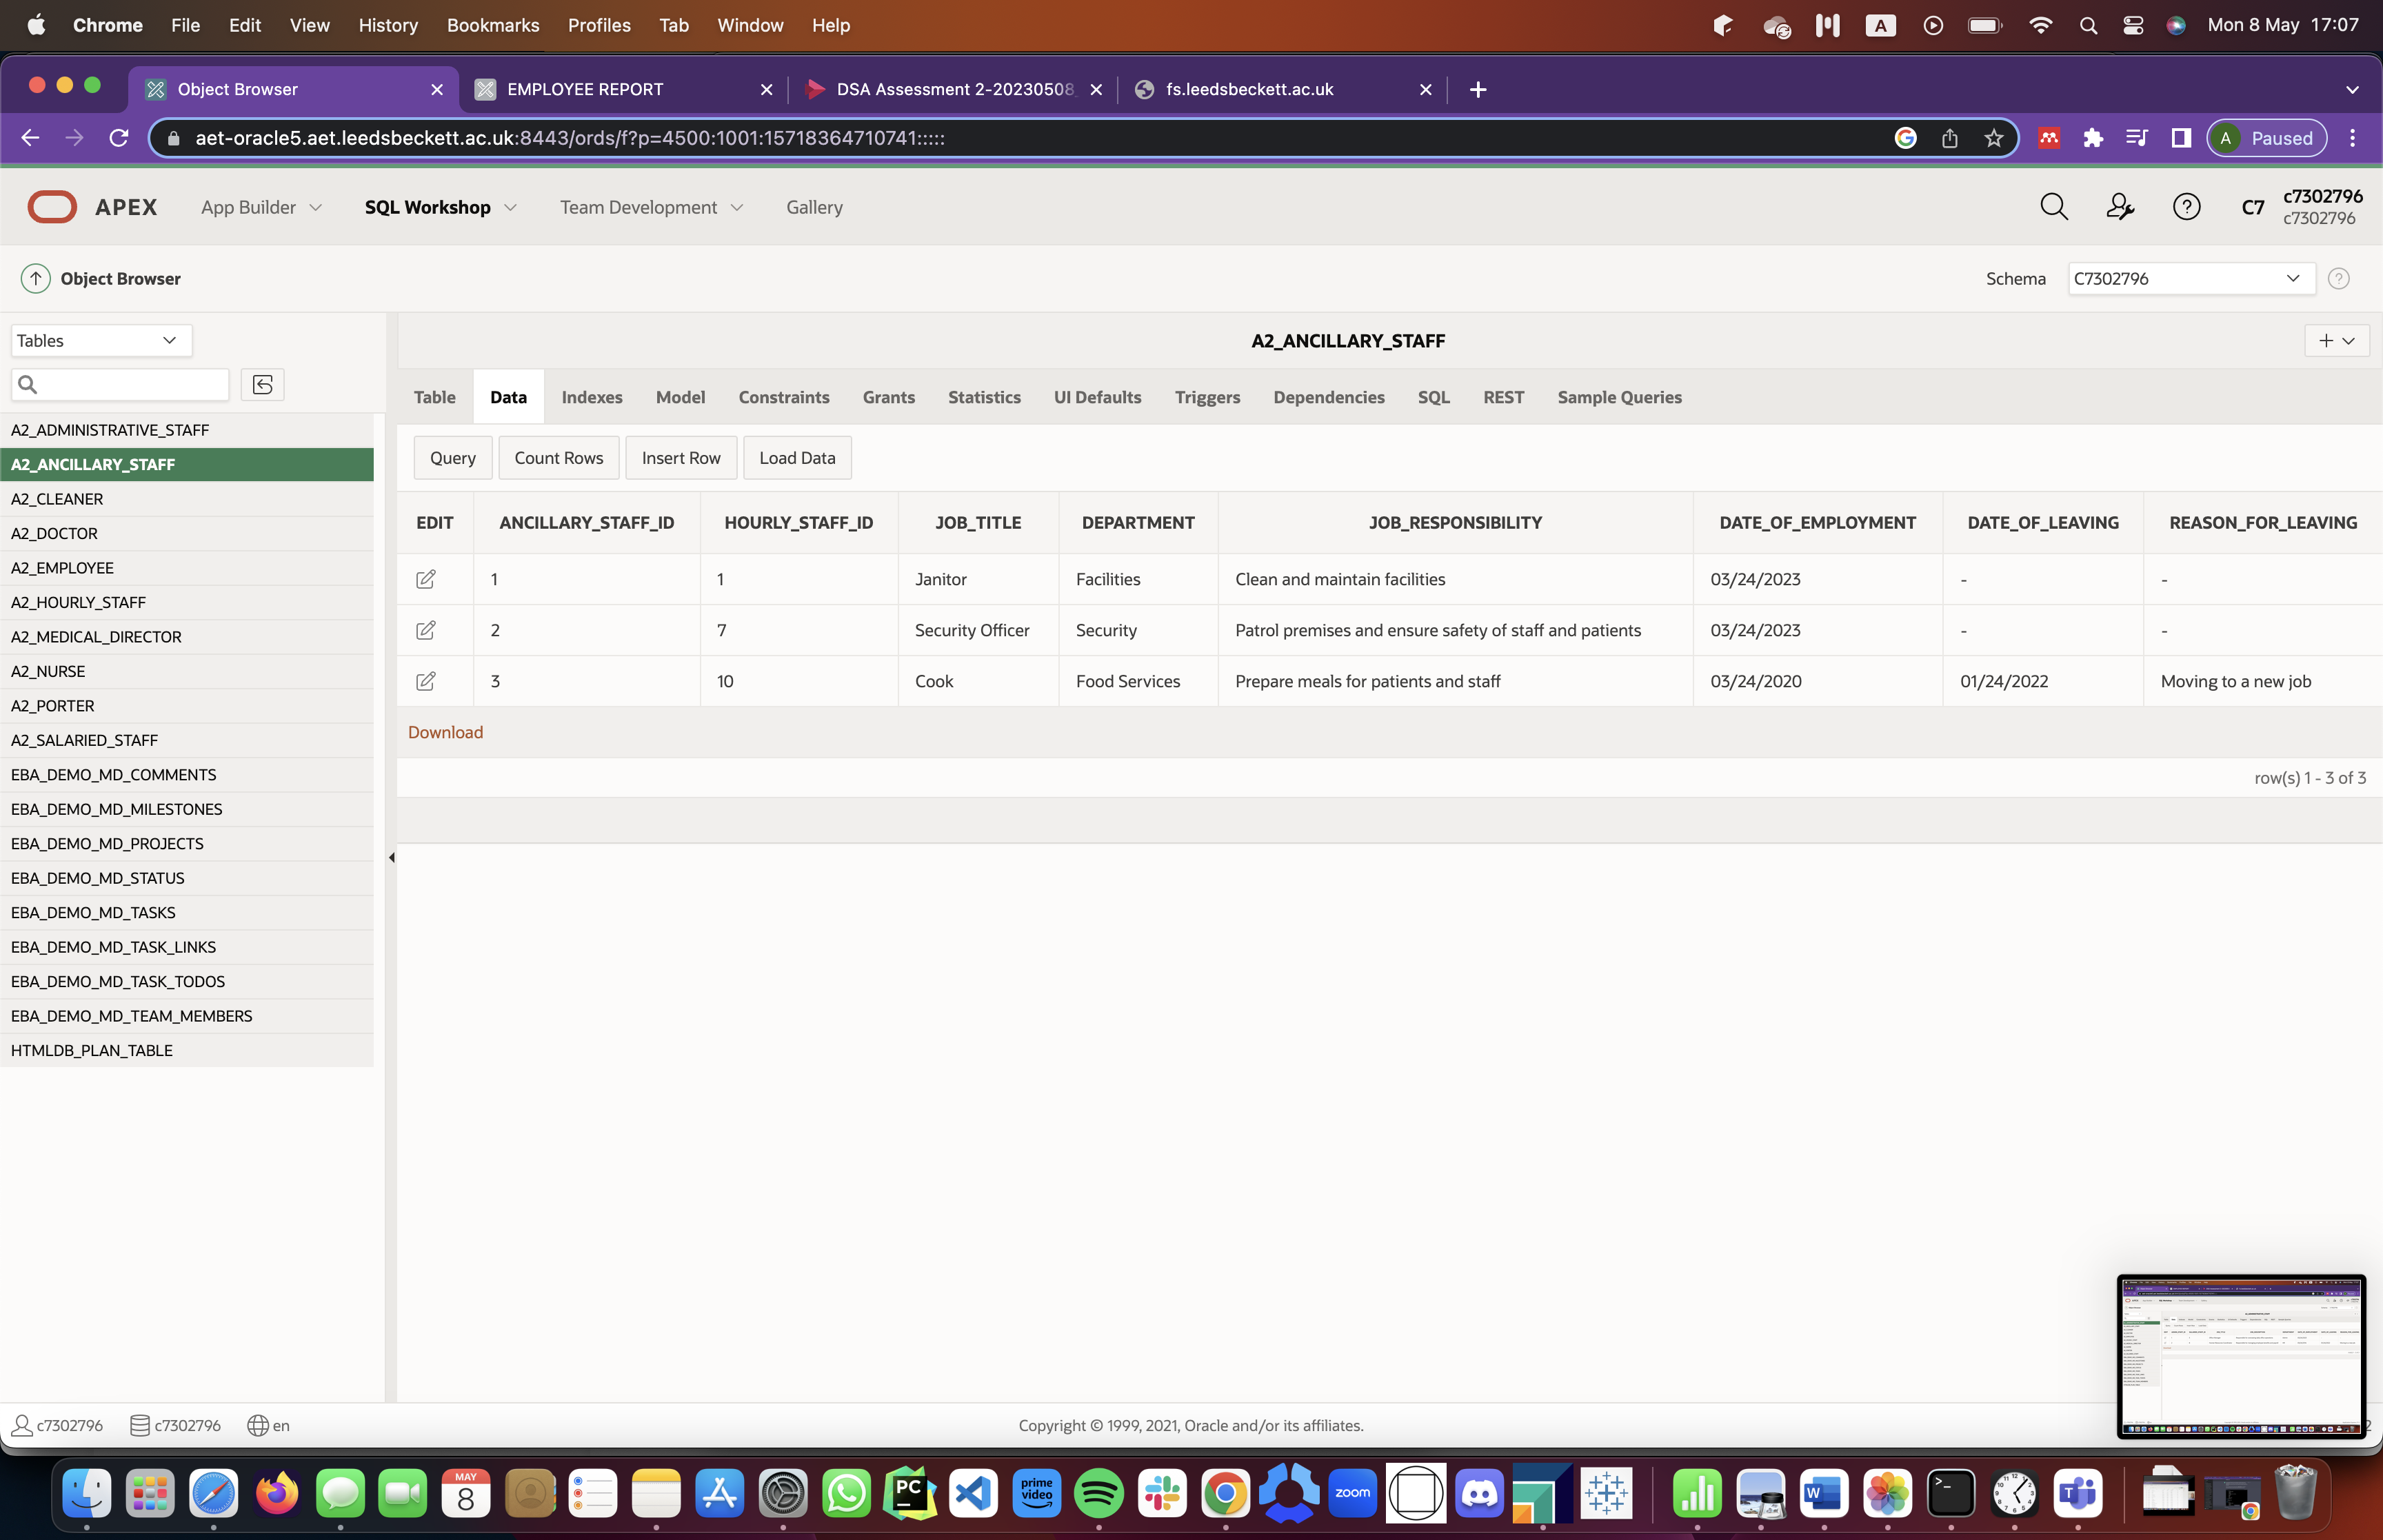 Chrome File Edit View History Bookmarks Profiles Tab Window Help A Mon 8 May 17:07
Object Browser EMPLOYEE REPORT DSA Assessment 2-20230508_ fs.leedsbeckett.ac.uk
aet-oracle5.aet.leedsbeckett.ac.uk:8443/ords/f?p=4500:1001:15718364710741::::: A Paused
APEX App Builder SQL Workshop Team Development Gallery C7 c7302796
c7302796
Object Browser Schema C7302796
Tables
A2_ANCILLARY_STAFF
Table Data Indexes Model Constraints Grants Statistics UI Defaults Triggers Dependencies SQL REST Sample Queries
Query Count Rows Insert Row Load Data
A2_ADMINISTRATIVE_STAFF
A2_ANCILLARY_STAFF
A2_CLEANER
A2_DOCTOR
A2_EMPLOYEE
A2_HOURLY_STAFF
A2_MEDICAL_DIRECTOR
A2_NURSE
A2_PORTER
A2_SALARIED_STAFF
EBA_DEMO_MD_COMMENTS
EBA_DEMO_MD_MILESTONES
EBA_DEMO_MD_PROJECTS
EBA_DEMO_MD_STATUS
EBA_DEMO_MD_TASKS
EBA_DEMO_MD_TASK_LINKS
EBA_DEMO_MD_TASK_TODOS
EBA_DEMO_MD_TEAM_MEMBERS
HTMLDB_PLAN_TABLE
EDIT ANCILLARY_STAFF_ID HOURLY_STAFF_ID JOB_TITLE DEPARTMENT JOB_RESPONSIBILITY DATE_OF_EMPLOYMENT DATE_OF_LEAVING REASON_FOR_LEAVING
1 1 Janitor Facilities Clean and maintain facilities 03/24/2023 - -
2 7 Security Officer Security Patrol premises and ensure safety of staff and patients 03/24/2023 - -
3 10 Cook Food Services Prepare meals for patients and staff 03/24/2020 01/24/2022 Moving to a new job
Download
row(s) 1 - 3 of 3
c7302796 c7302796 en Copyright © 1999, 2021, Oracle and/or its affiliates. 2
MAY
8
PC
prime video
zoom
W
T